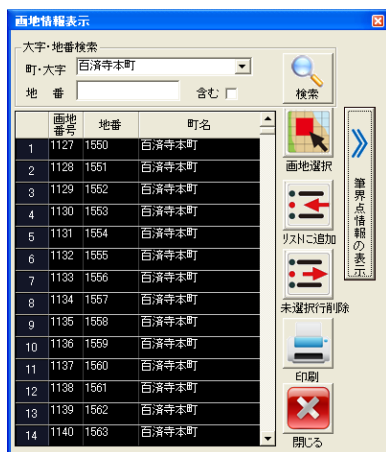 画地情報表示
大字・地番検索
町・大字 百済寺本町
地 番 含む
検索
画地番号 地番 町名
1 1127 1550 百済寺本町
2 1128 1551 百済寺本町
3 1129 1552 百済寺本町
4 1130 1553 百済寺本町
5 1131 1554 百済寺本町
6 1132 1555 百済寺本町
7 1133 1556 百済寺本町
8 1134 1557 百済寺本町
9 1135 1558 百済寺本町
10 1136 1559 百済寺本町
11 1137 1560 百済寺本町
12 1138 1561 百済寺本町
13 1139 1562 百済寺本町
14 1140 1563 百済寺本町
画地選択
リストに追加
未選択行削除
印刷
閉じる
筆界点情報の表示